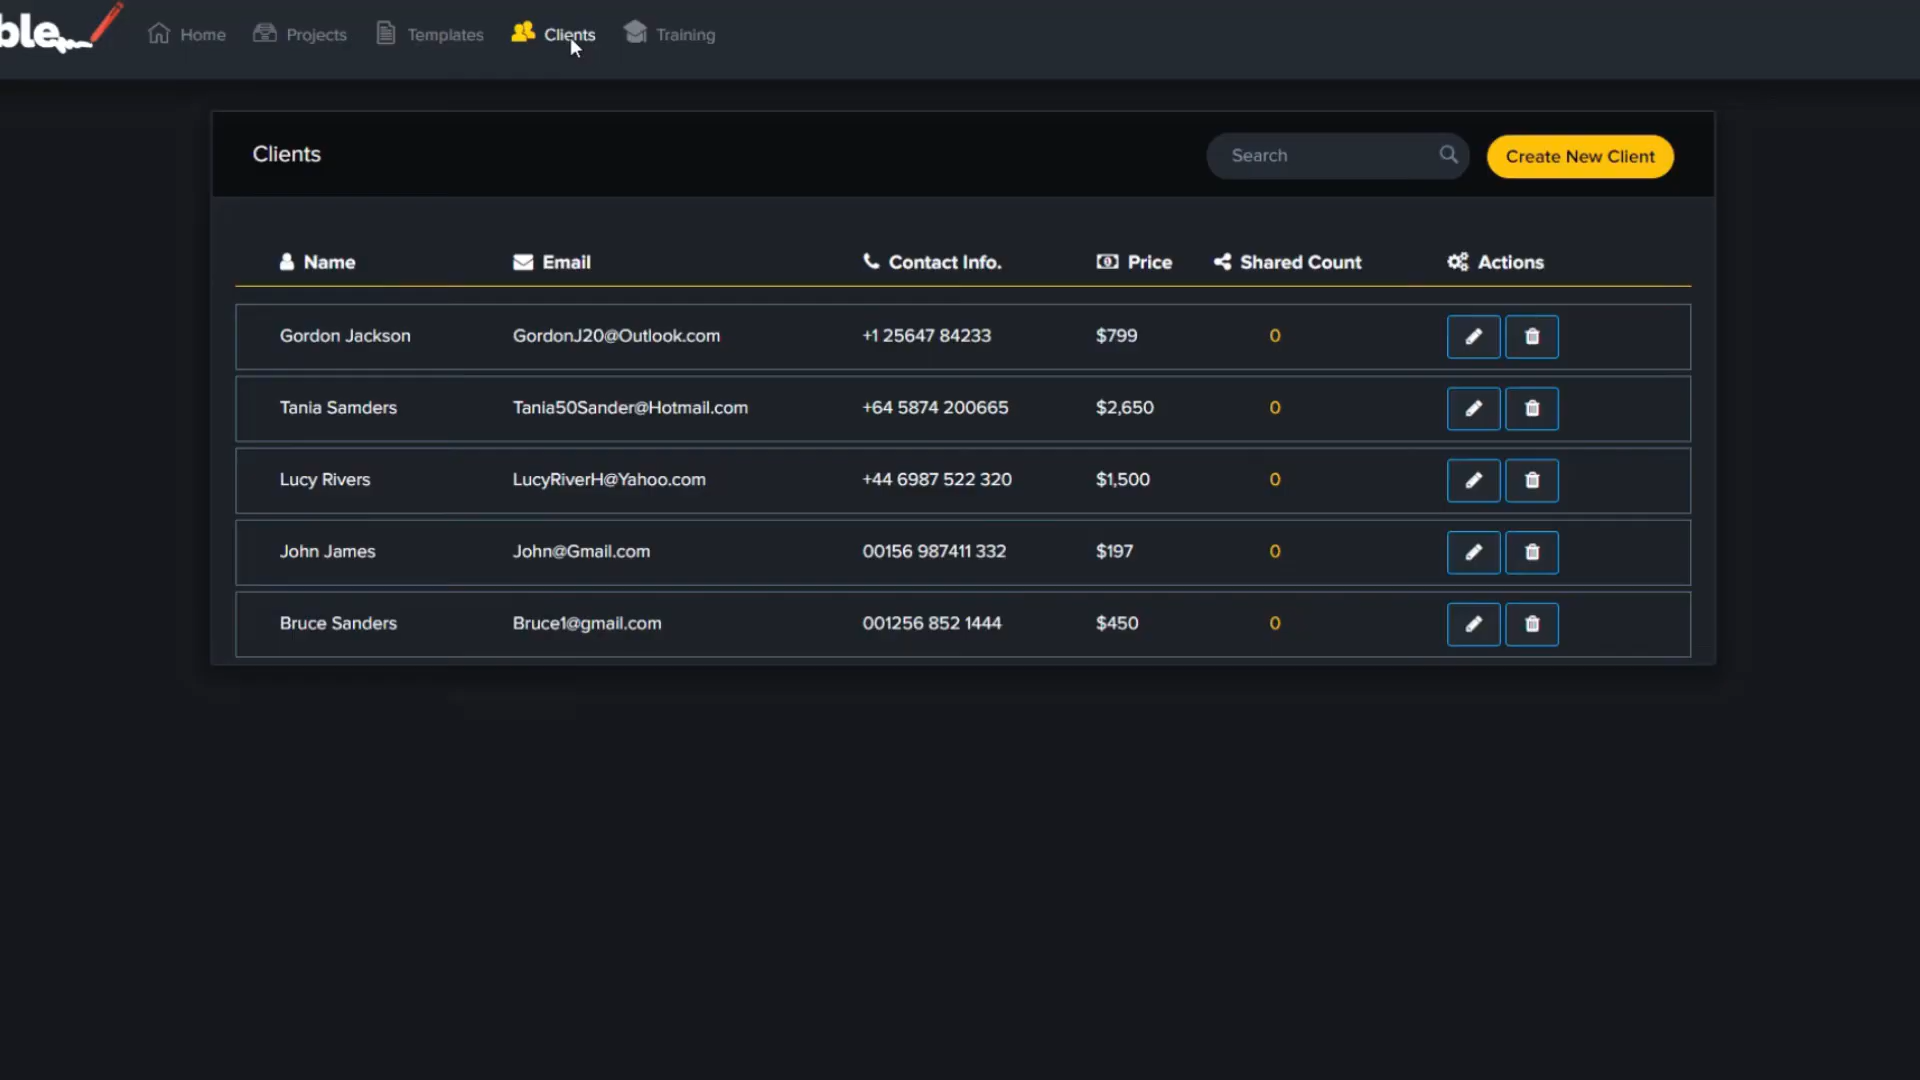 ble
Home Projects Templates Clients Training
Clients Search Create New Client
Name Email Contact Info. Price Shared Count Actions
Gordon Jackson GordonJ20@Outlook.com +1 25647 84233 $799 0
Tania Samders Tania50Sander@Hotmail.com +64 5874 200665 $2,650 0
Lucy Rivers LucyRiverH@Yahoo.com +44 6987 522 320 $1,500 0
John James John@Gmail.com 00156 987411 332 $197 0
Bruce Sanders Bruce1@gmail.com 001256 852 1444 $450 0